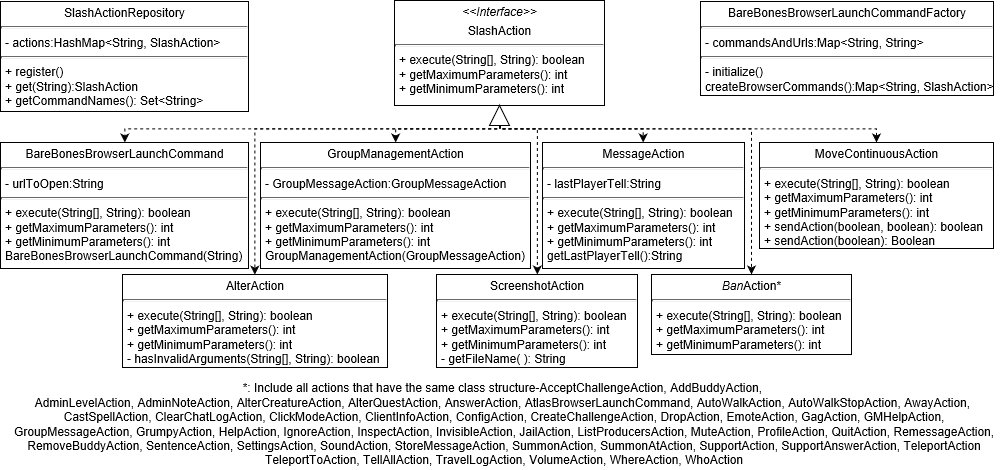 SlashActionRepository
- actions:HashMap<String, SlashAction>
+ register()
+ get(String):SlashAction
+ getCommandNames(): Set<String>
<<Interface>>
SlashAction
+ execute(String[], String): boolean
+ getMaximumParameters(): int
+ getMinimumParameters(): int
BareBonesBrowserLaunchCommandFactory
- commandsAndUrls:Map<String, String>
- initialize()
createBrowserCommands():Map<String, SlashAction>
BareBonesBrowserLaunchCommand
- urlToOpen:String
+ execute(String[], String): boolean
+ getMaximumParameters(): int
+ getMinimumParameters(): int
BareBonesBrowserLaunchCommand(String)
GroupManagementAction
- GroupMessageAction:GroupMessageAction
+ execute(String[], String): boolean
+ getMaximumParameters(): int
+ getMinimumParameters(): int
GroupManagementAction(GroupMessageAction)
MessageAction
- lastPlayerTell:String
+ execute(String[], String): boolean
+ getMaximumParameters(): int
+ getMinimumParameters(): int
getLastPlayerTell():String
MoveContinuousAction
+ execute(String[], String): boolean
+ getMaximumParameters(): int
+ getMinimumParameters(): int
+ sendAction(boolean, boolean): boolean
+ sendAction(boolean): Boolean
AlterAction
+ execute(String[], String): boolean
+ getMaximumParameters(): int
+ getMinimumParameters(): int
- hasInvalidArguments(String[], String): boolean
ScreenshotAction
+ execute(String[], String): boolean
+ getMaximumParameters(): int
+ getMinimumParameters(): int
- getFileName( ): String
BanAction*
+ execute(String[], String): boolean
+ getMaximumParameters(): int
+ getMinimumParameters(): int
*: Include all actions that have the same class structure-AcceptChallengeAction, AddBuddyAction,
AdminLevelAction, AdminNoteAction, AlterCreatureAction, AlterQuestAction, AnswerAction, AtlasBrowserLaunchCommand, AutoWalkAction, AutoWalkStopAction, AwayAction,
CastSpellAction, ClearChatLogAction, ClickModeAction, ClientInfoAction, ConfigAction, CreateChallengeAction, DropAction, EmoteAction, GagAction, GMHelpAction,
GroupMessageAction, GrumpyAction, HelpAction, IgnoreAction, InspectAction, InvisibleAction, JailAction, ListProducersAction, MuteAction, ProfileAction, QuitAction, RemessageAction,
RemoveBuddyAction, SentenceAction, SettingsAction, SoundAction, StoreMessageAction, SummonAction, SummonAtAction, SupportAction, SupportAnswerAction, TeleportAction
TeleportToAction, TellAllAction, TravelLogAction, VolumeAction, WhereAction, WhoAction